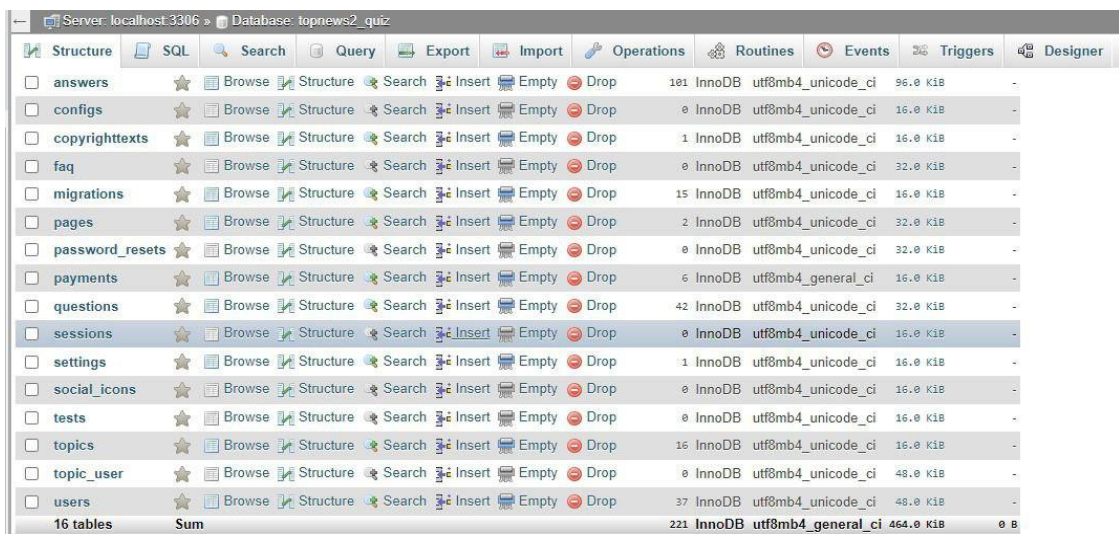 ← Server: localhost:3306 » Database: topnews2_quiz
Structure SQL Search Query Export Import Operations Routines Events Triggers Designer
answers Browse Structure Search Insert Empty Drop 101 InnoDB utf8mb4_unicode_ci 96.0 KiB -
configs Browse Structure Search Insert Empty Drop 0 InnoDB utf8mb4_unicode_ci 16.0 KiB -
copyrighttexts Browse Structure Search Insert Empty Drop 1 InnoDB utf8mb4_unicode_ci 16.0 KiB -
faq Browse Structure Search Insert Empty Drop 0 InnoDB utf8mb4_unicode_ci 32.0 KiB -
migrations Browse Structure Search Insert Empty Drop 15 InnoDB utf8mb4_unicode_ci 16.0 KiB -
pages Browse Structure Search Insert Empty Drop 2 InnoDB utf8mb4_unicode_ci 32.0 KiB -
password_resets Browse Structure Search Insert Empty Drop 0 InnoDB utf8mb4_unicode_ci 32.0 KiB -
payments Browse Structure Search Insert Empty Drop 6 InnoDB utf8mb4_general_ci 16.0 KiB -
questions Browse Structure Search Insert Empty Drop 42 InnoDB utf8mb4_unicode_ci 32.0 KiB -
sessions Browse Structure Search Insert Empty Drop 0 InnoDB utf8mb4_unicode_ci 16.0 KiB -
settings Browse Structure Search Insert Empty Drop 1 InnoDB utf8mb4_unicode_ci 16.0 KiB -
social_icons Browse Structure Search Insert Empty Drop 0 InnoDB utf8mb4_unicode_ci 16.0 KiB -
tests Browse Structure Search Insert Empty Drop 0 InnoDB utf8mb4_unicode_ci 16.0 KiB -
topics Browse Structure Search Insert Empty Drop 16 InnoDB utf8mb4_unicode_ci 16.0 KiB -
topic_user Browse Structure Search Insert Empty Drop 0 InnoDB utf8mb4_unicode_ci 48.0 KiB -
users Browse Structure Search Insert Empty Drop 37 InnoDB utf8mb4_unicode_ci 48.0 KiB -
16 tables Sum 221 InnoDB utf8mb4_general_ci 464.0 KiB 0 B